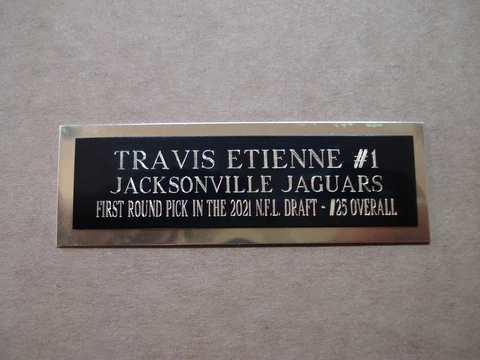 TRAVIS ETIENNE #1
JACKSONVILLE JAGUARS
FIRST ROUND PICK IN THE 2021 N.F.L. DRAFT - #25 OVERALL